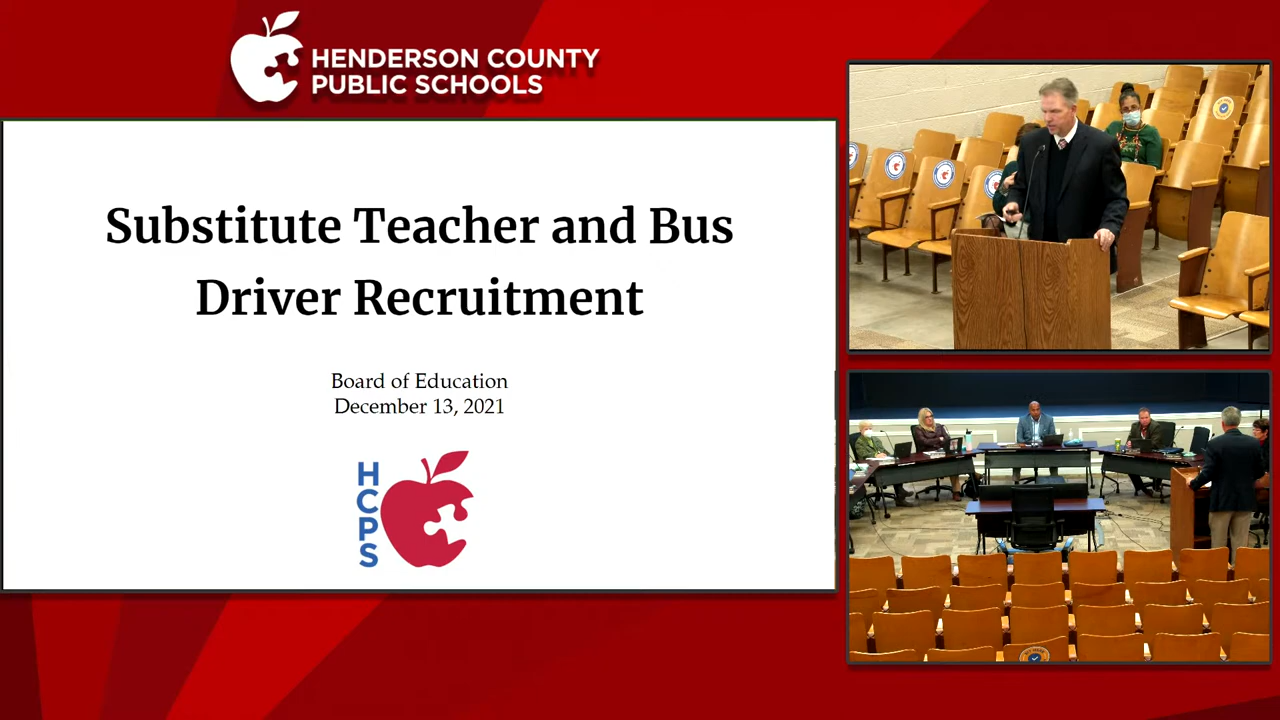 HENDERSON COUNTY
PUBLIC SCHOOLS
Substitute Teacher and Bus
Driver Recruitment
Board of Education
December 13, 2021
HCPS